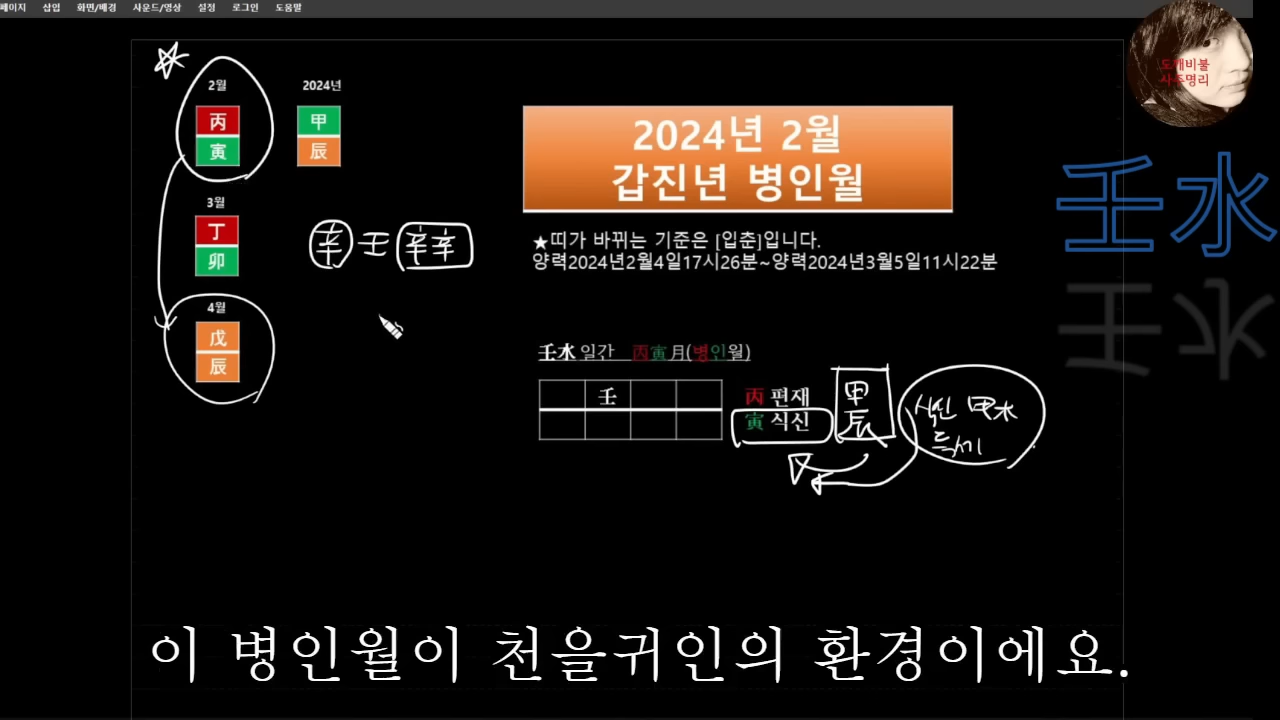 페이지 삽입 화면/배경 사운드/영상 설정 로그인 도움말
도깨비불
사주명리
2월 2024년
丙 甲
寅 辰
3월
丁
卯
4월
戊
辰
辛 壬 辛辛
2024년 2월
갑진년 병인월
★띠가 바뀌는 기준은 [입춘]입니다.
양력2024년2월4일17시26분~양력2024년3월5일11시22분
壬水
壬水 일간 丙寅月(병인월)
壬
丙 편재
寅 식신
甲
辰
식신 甲木
득세
이 병인월이 천을귀인의 환경이에요.